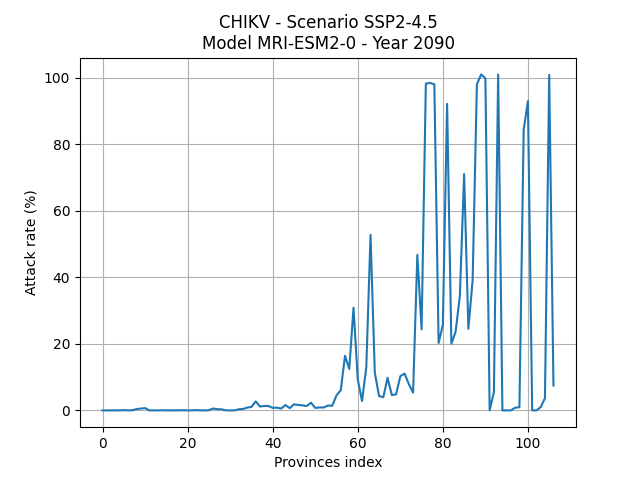 CHIKV - Scenario SSP2-4.5
Model MRI-ESM2-0 - Year 2090
100
80
60
40
20
0
Attack rate (%)
0 20 40 60 80 100
Provinces index